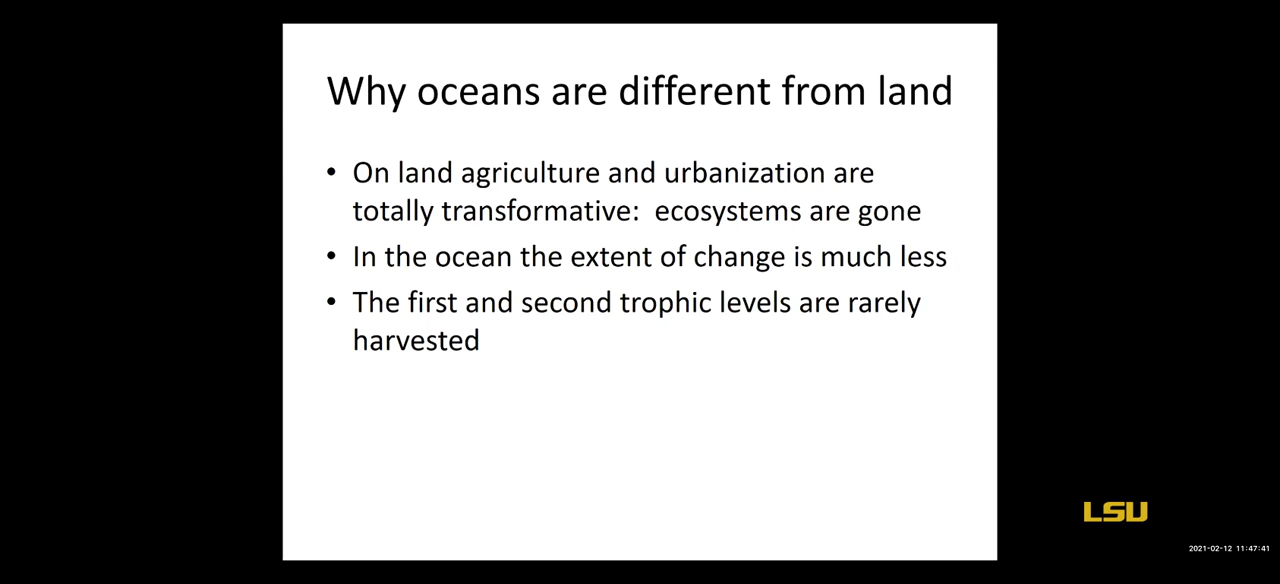 Why oceans are different from land
• On land agriculture and urbanization are
totally transformative:  ecosystems are gone
• In the ocean the extent of change is much less
• The first and second trophic levels are rarely
harvested
LSU
2021-02-12 11:47:41